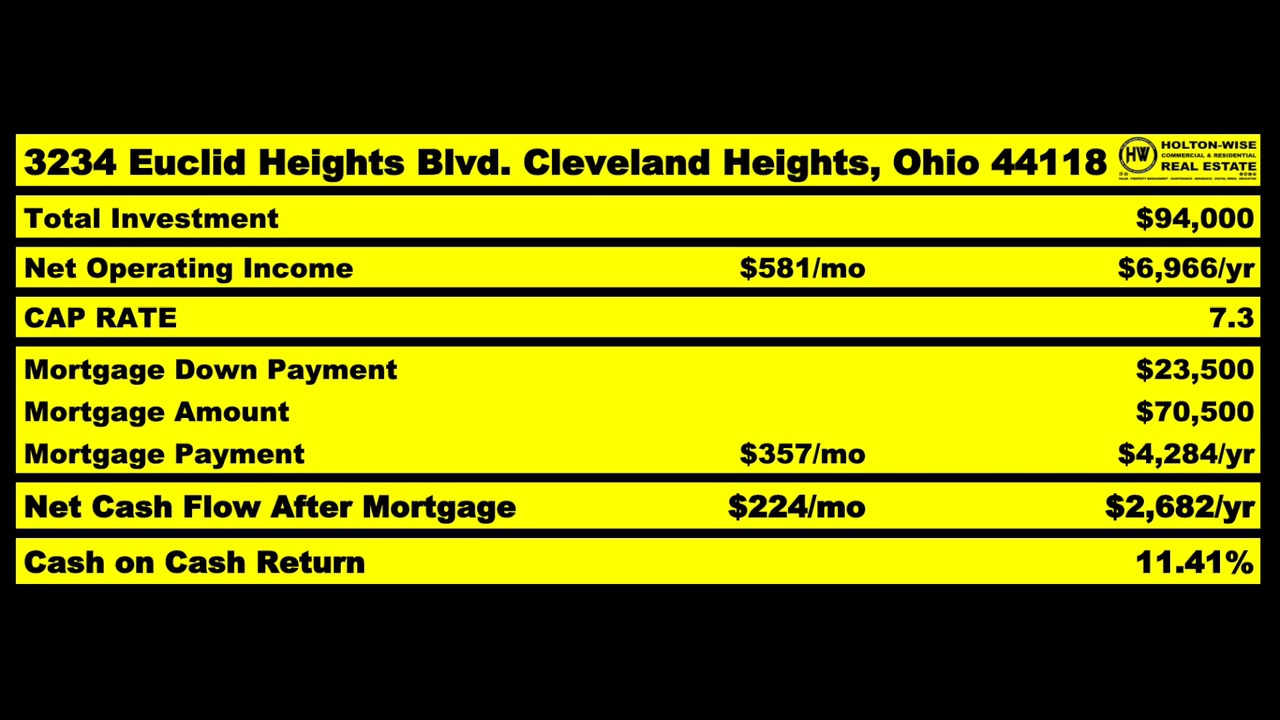 3234 Euclid Heights Blvd. Cleveland Heights, Ohio 44118
HW
HOLTON-WISE
COMMERCIAL & RESIDENTIAL
REAL ESTATE
Total Investment $94,000
Net Operating Income $581/mo $6,966/yr
CAP RATE 7.3
Mortgage Down Payment $23,500
Mortgage Amount $70,500
Mortgage Payment $357/mo $4,284/yr
Net Cash Flow After Mortgage $224/mo $2,682/yr
Cash on Cash Return 11.41%